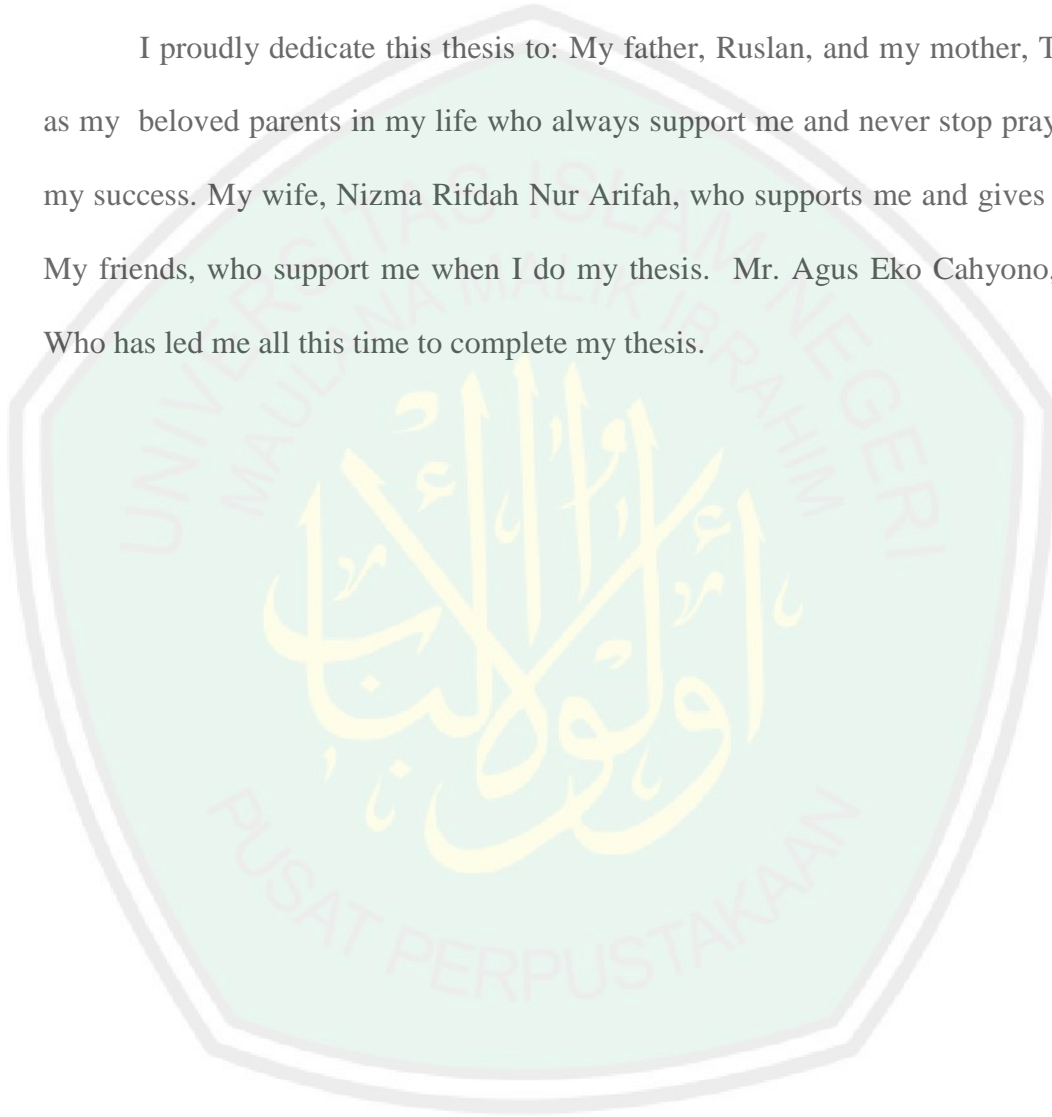 I proudly dedicate this thesis to: My father, Ruslan, and my mother,
as my beloved parents in my life who always support me and never stop
my success. My wife, Nizma Rifdah Nur Arifah, who supports me and gives
My friends, who support me when I do my thesis. Mr. Agus Eko Cahyono,
Who has led me all this time to complete my thesis.
UNIVERSITAS ISLAM NEGERI
MAULANA MALIK IBRAHIM
أولوا الألباب
PUSAT PERPUSTAKAAN